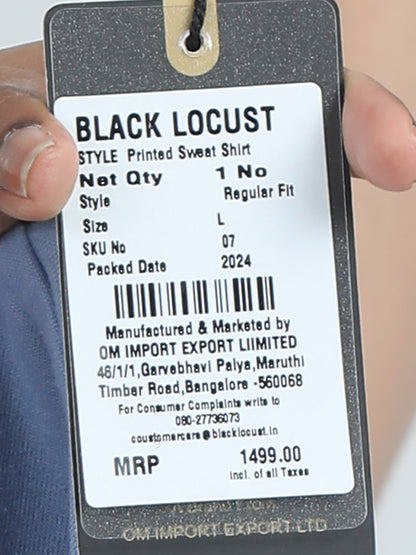 BLACK LOCUST
STYLE Printed Sweat Shirt
Net Qty 1 No
Style Regular Fit
Size L
SKU No 07
Packed Date 2024
Manufactured & Marketed by
OM IMPORT EXPORT LIIMITED
46/1/1,Garvebhavi Palya,Maruthi
Timber Road,Bangalore -560068
For Consumer Complaints write to
080-27736073
coustomercare@blacklocust.in
MRP 1499.00
incl. of all Taxes
OM IMPORT EXPORT LTD